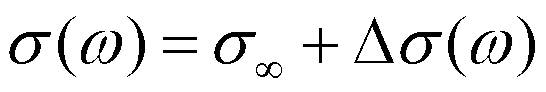 σ(ω) = σ∞ + Δσ(ω)